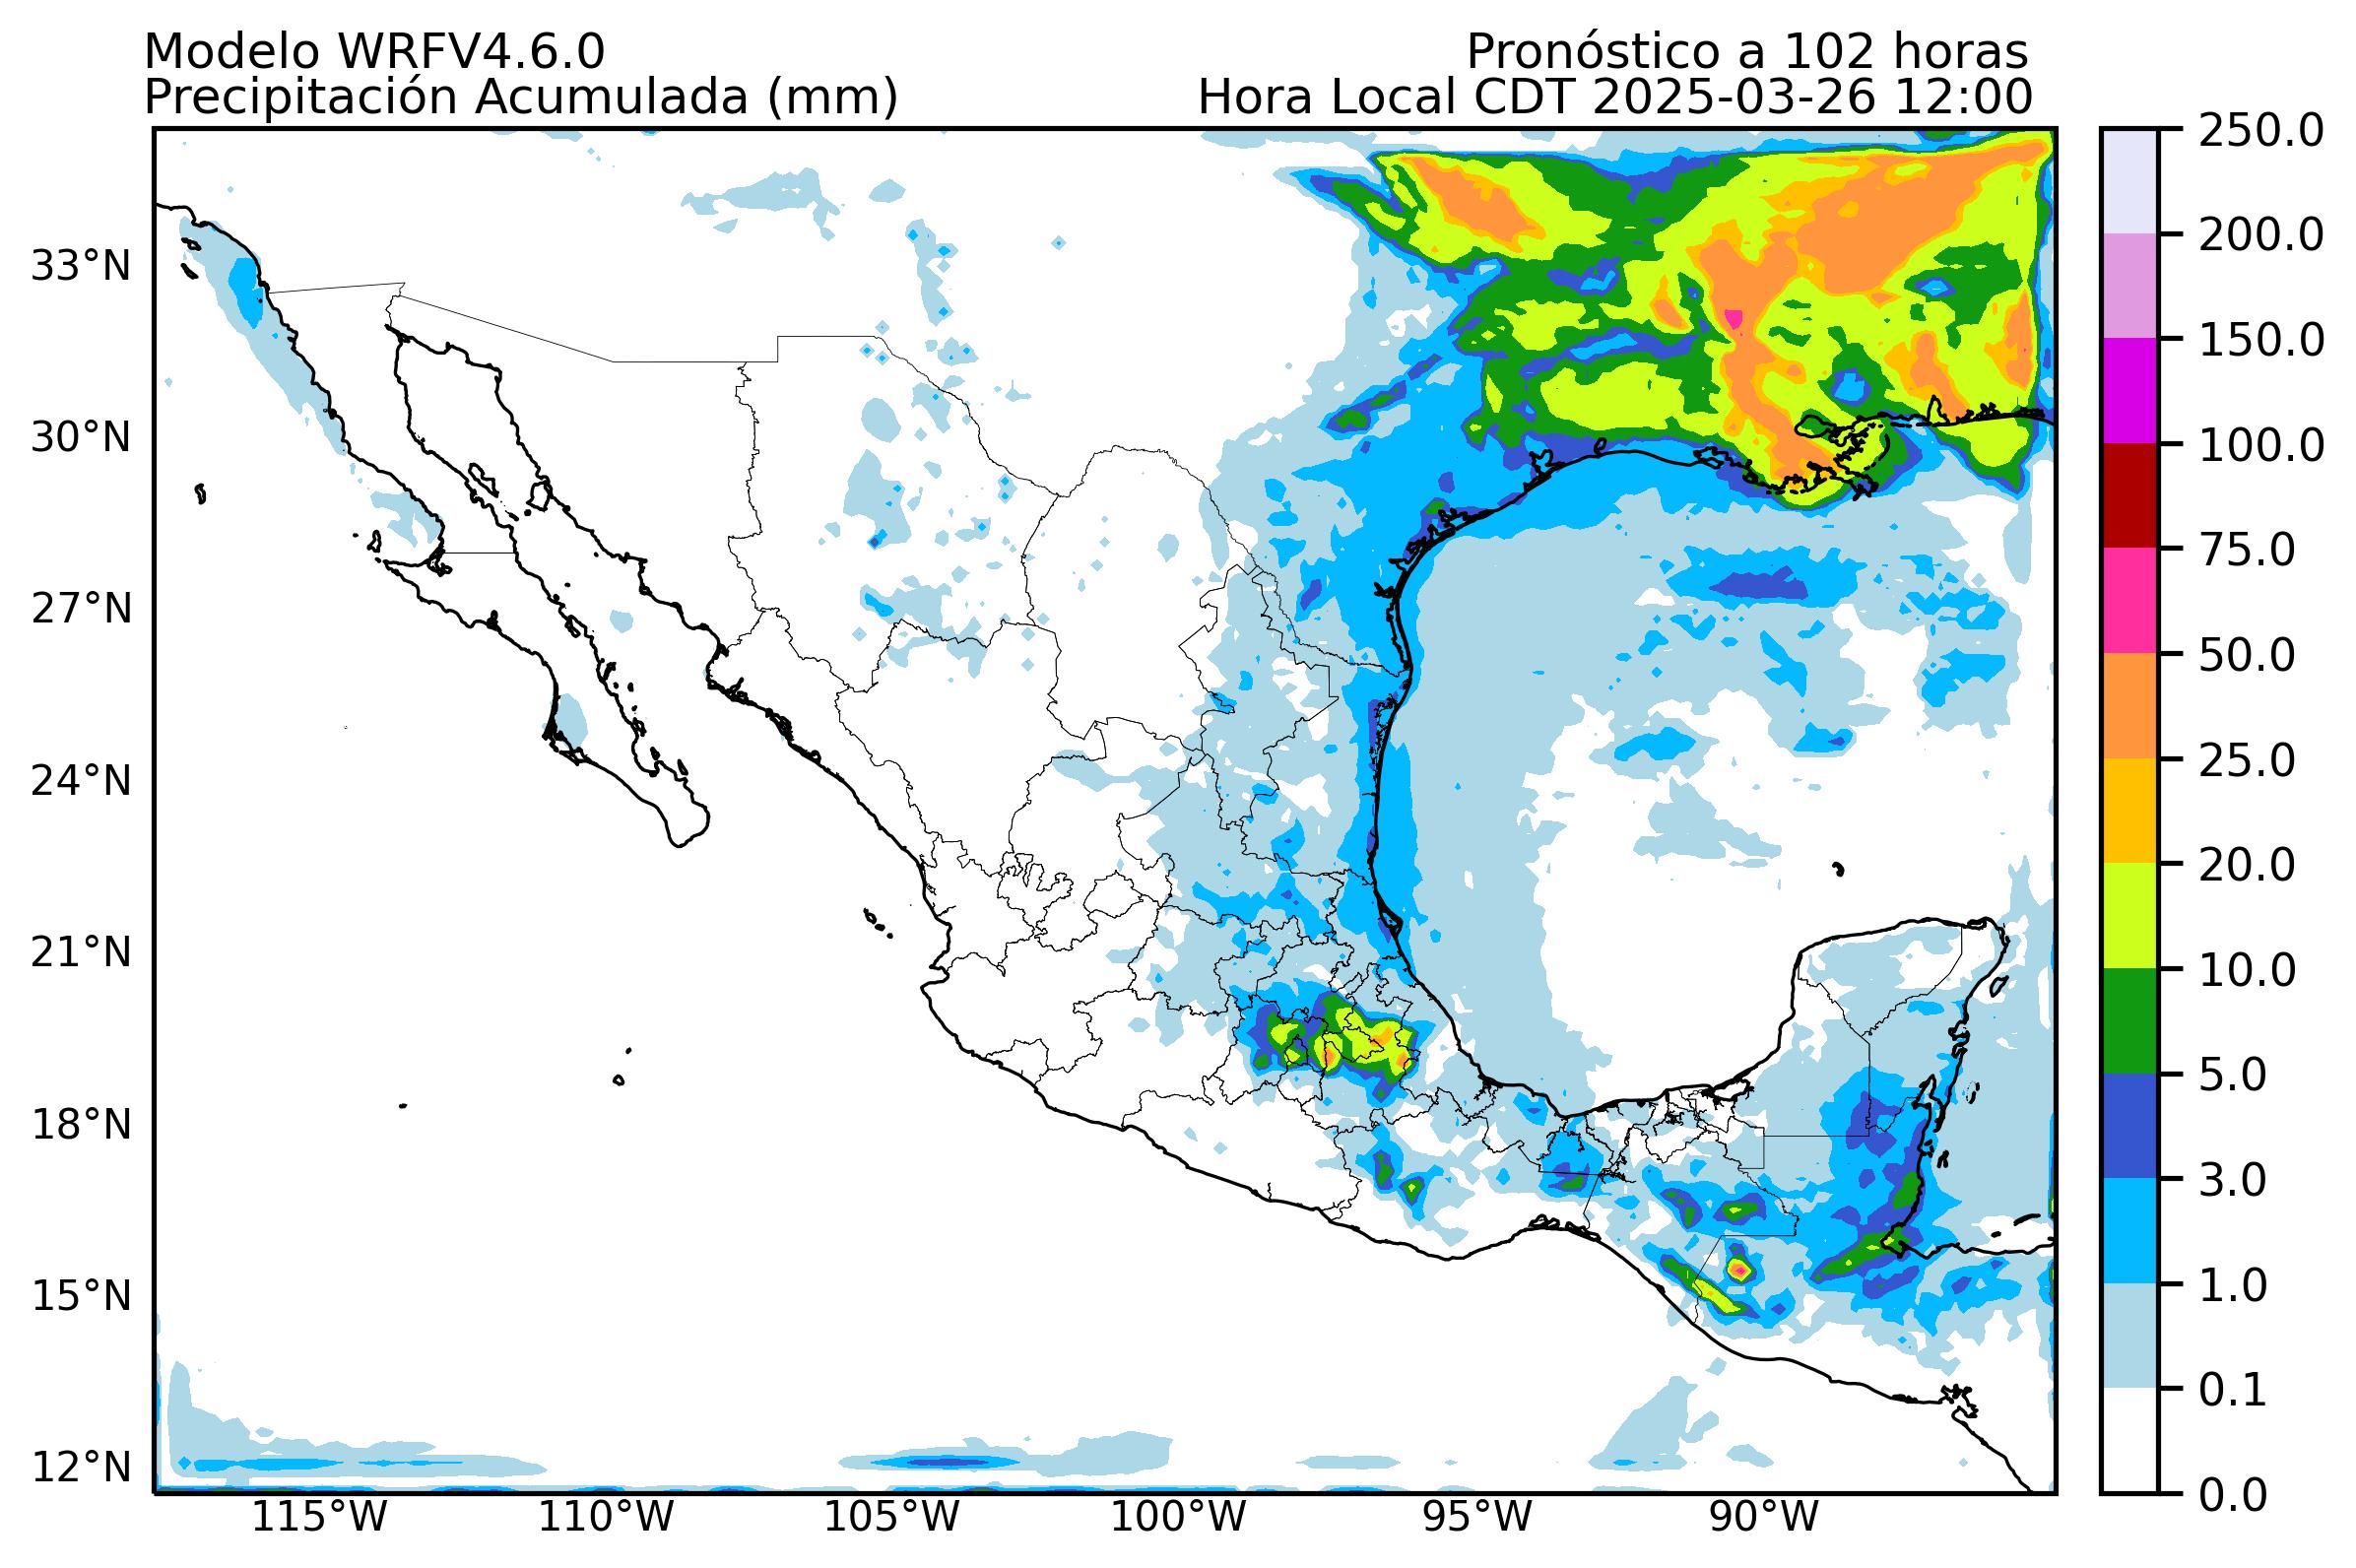 Modelo WRFV4.6.0
Pronóstico a 102 horas
Precipitación Acumulada (mm)
Hora Local CDT 2025-03-26 12:00
33°N
30°N
27°N
24°N
21°N
18°N
15°N
12°N
115°W
110°W
105°W
100°W
95°W
90°W
250.0
200.0
150.0
100.0
75.0
50.0
25.0
20.0
10.0
5.0
3.0
1.0
0.1
0.0